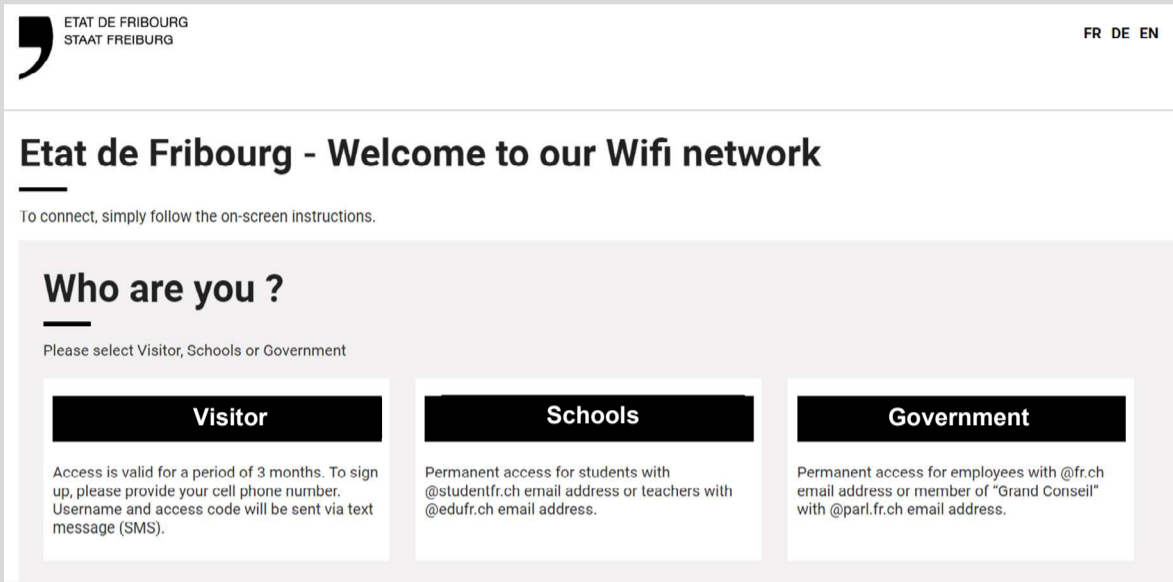 ETAT DE FRIBOURG
STAAT FREIBURG
FR DE EN
Etat de Fribourg - Welcome to our Wifi network
To connect, simply follow the on-screen instructions.
Who are you ?
Please select Visitor, Schools or Government
Visitor
Access is valid for a period of 3 months. To sign
up, please provide your cell phone number.
Username and access code will be sent via text
message (SMS).
Schools
Permanent access for students with
@studentfr.ch email address or teachers with
@edufr.ch email address.
Government
Permanent access for employees with @fr.ch
email address or member of “Grand Conseil”
with @parl.fr.ch email address.